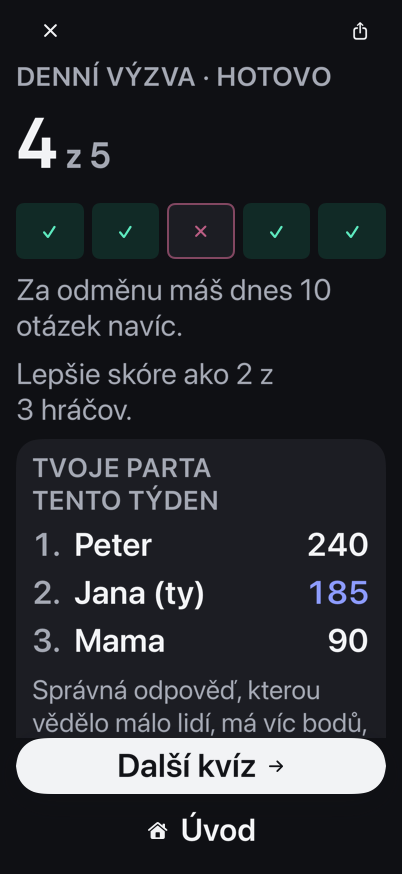 DENNÍ VÝZVA · HOTOVO
4 z 5
Za odměnu máš dnes 10
otázek navíc.
Lepšie skóre ako 2 z
3 hráčov.
TVOJE PARTA
TENTO TÝDEN
1. Peter 240
2. Jana (ty) 185
3. Mama 90
Správná odpověď, kterou
vědělo málo lidí, má víc bodů,
Další kvíz →
Úvod